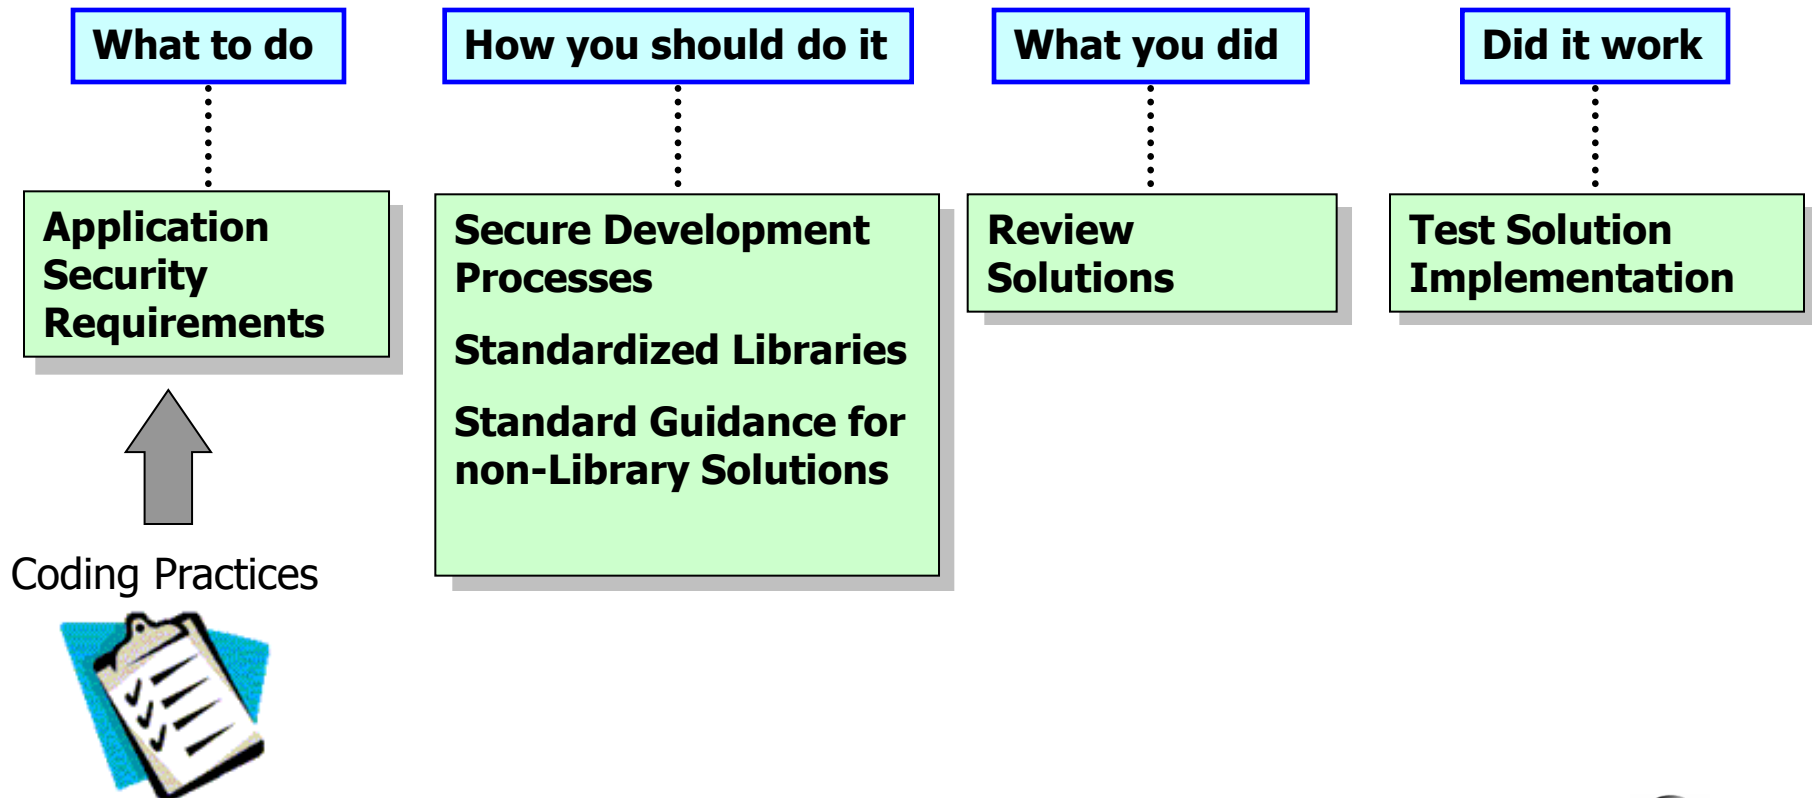 What to do
How you should do it
What you did
Did it work
Application
Security
Requirements
Secure Development
Processes
Standardized Libraries
Standard Guidance for
non-Library Solutions
Review
Solutions
Test Solution
Implementation
Coding Practices